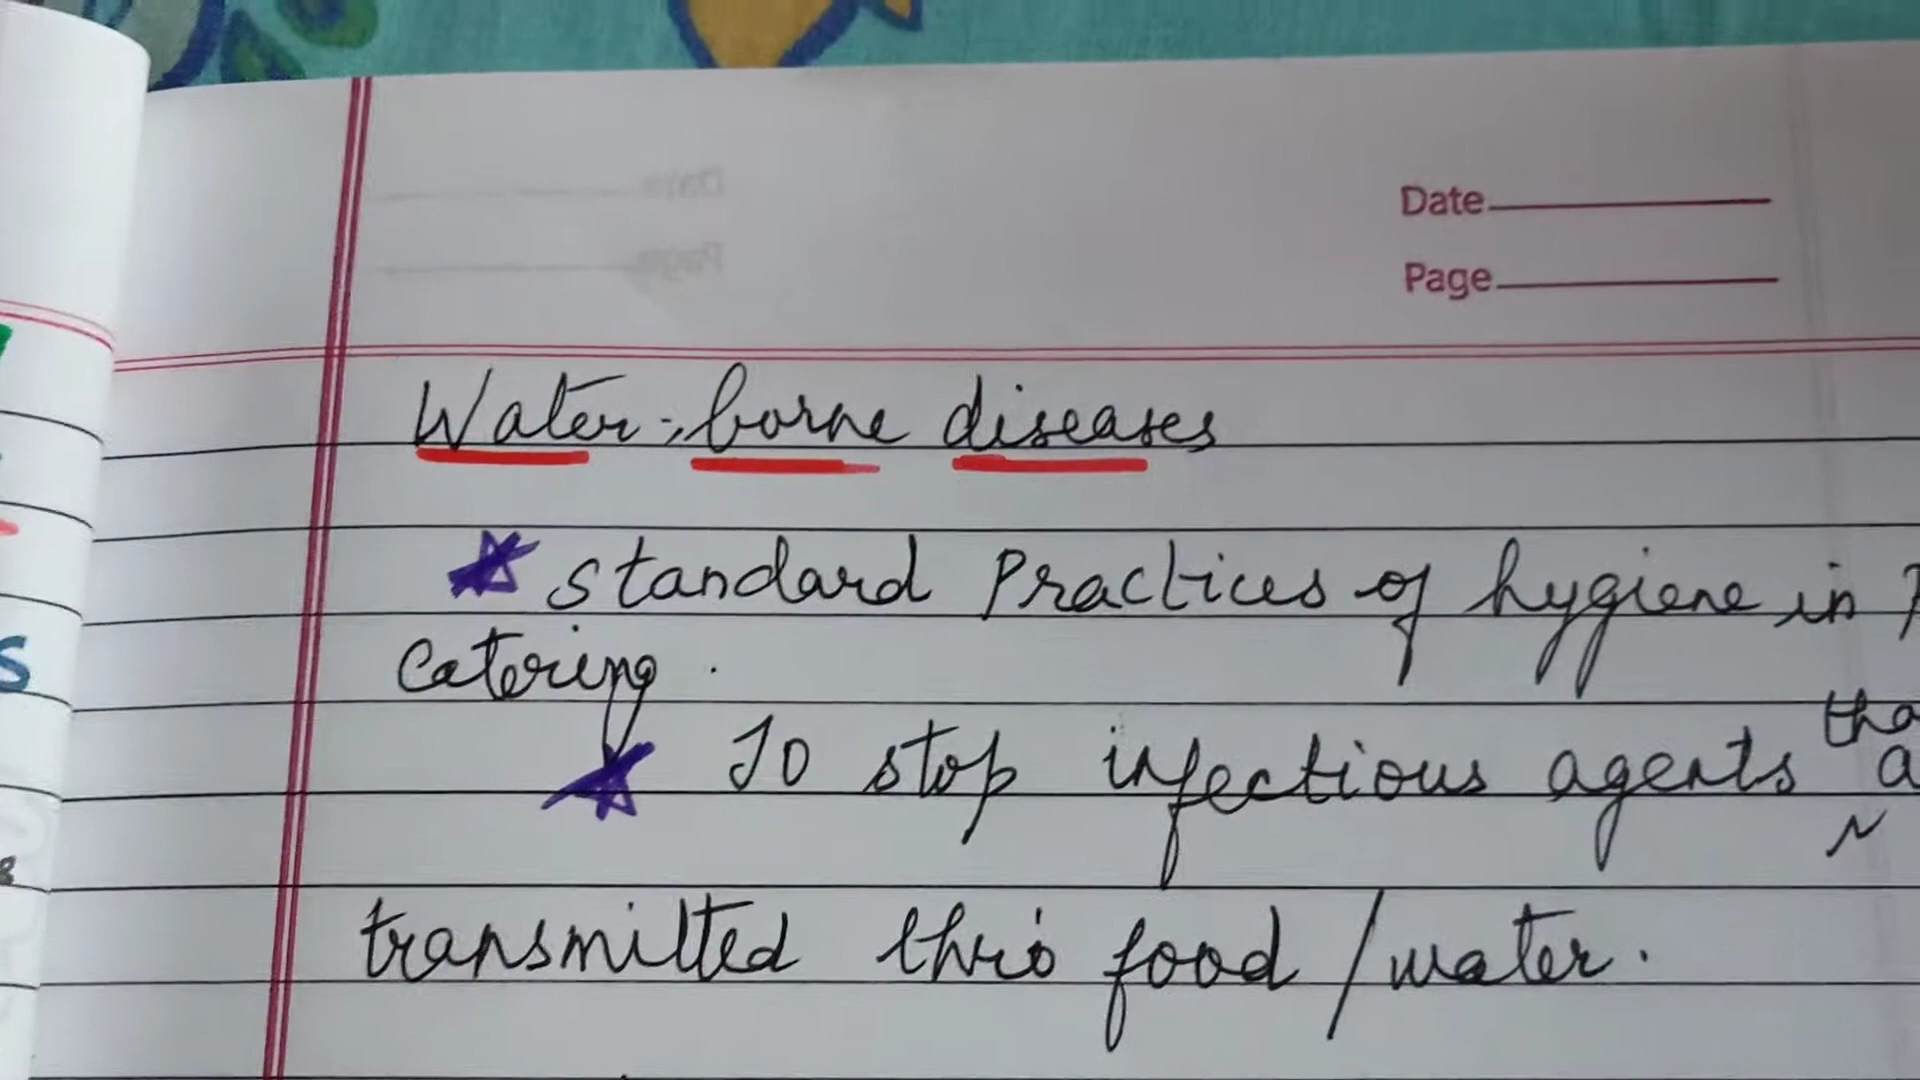 Date
Page
Water-borne diseases
standard Practices of hygiene in
Catering.
To stop infectious agents
transmitted thro food / water.